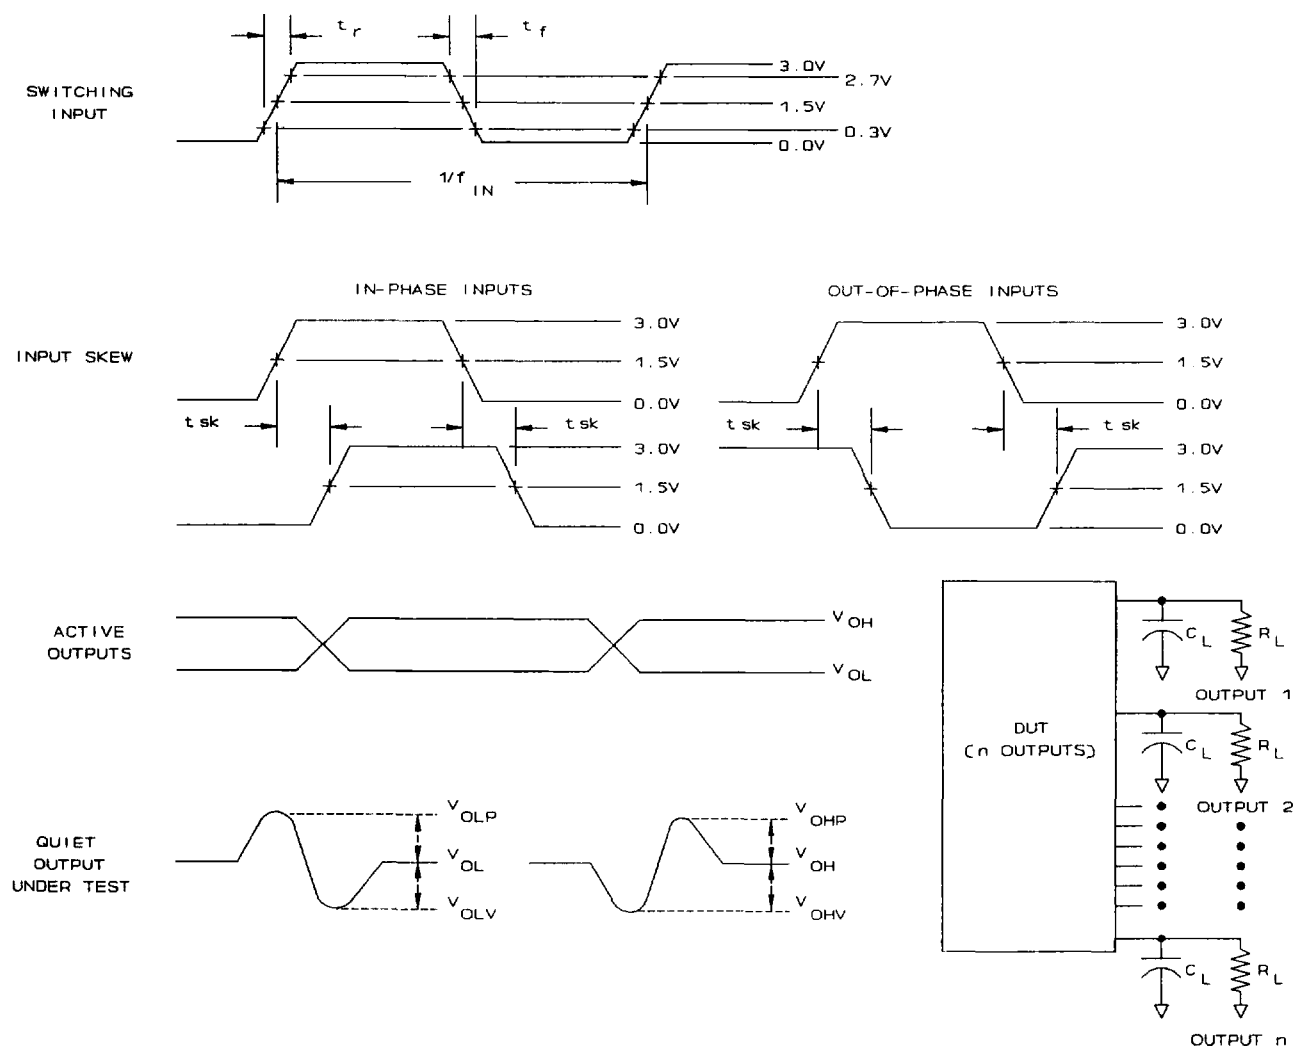 t r
t f
SWITCHING
INPUT
3.0V
2.7V
1.5V
0.3V
0.0V
1/f IN
IN-PHASE INPUTS
OUT-OF-PHASE INPUTS
INPUT SKEW
3.0V
1.5V
0.0V
3.0V
1.5V
0.0V
t sk
t sk
t sk
t sk
3.0V
1.5V
0.0V
3.0V
1.5V
0.0V
ACTIVE
OUTPUTS
V OH
V OL
C L
R L
OUTPUT 1
DUT
(n OUTPUTS)
C L
R L
OUTPUT 2
QUIET
OUTPUT
UNDER TEST
V OLP
V OL
V OLV
V OHP
V OH
V OHV
C L
R L
OUTPUT n